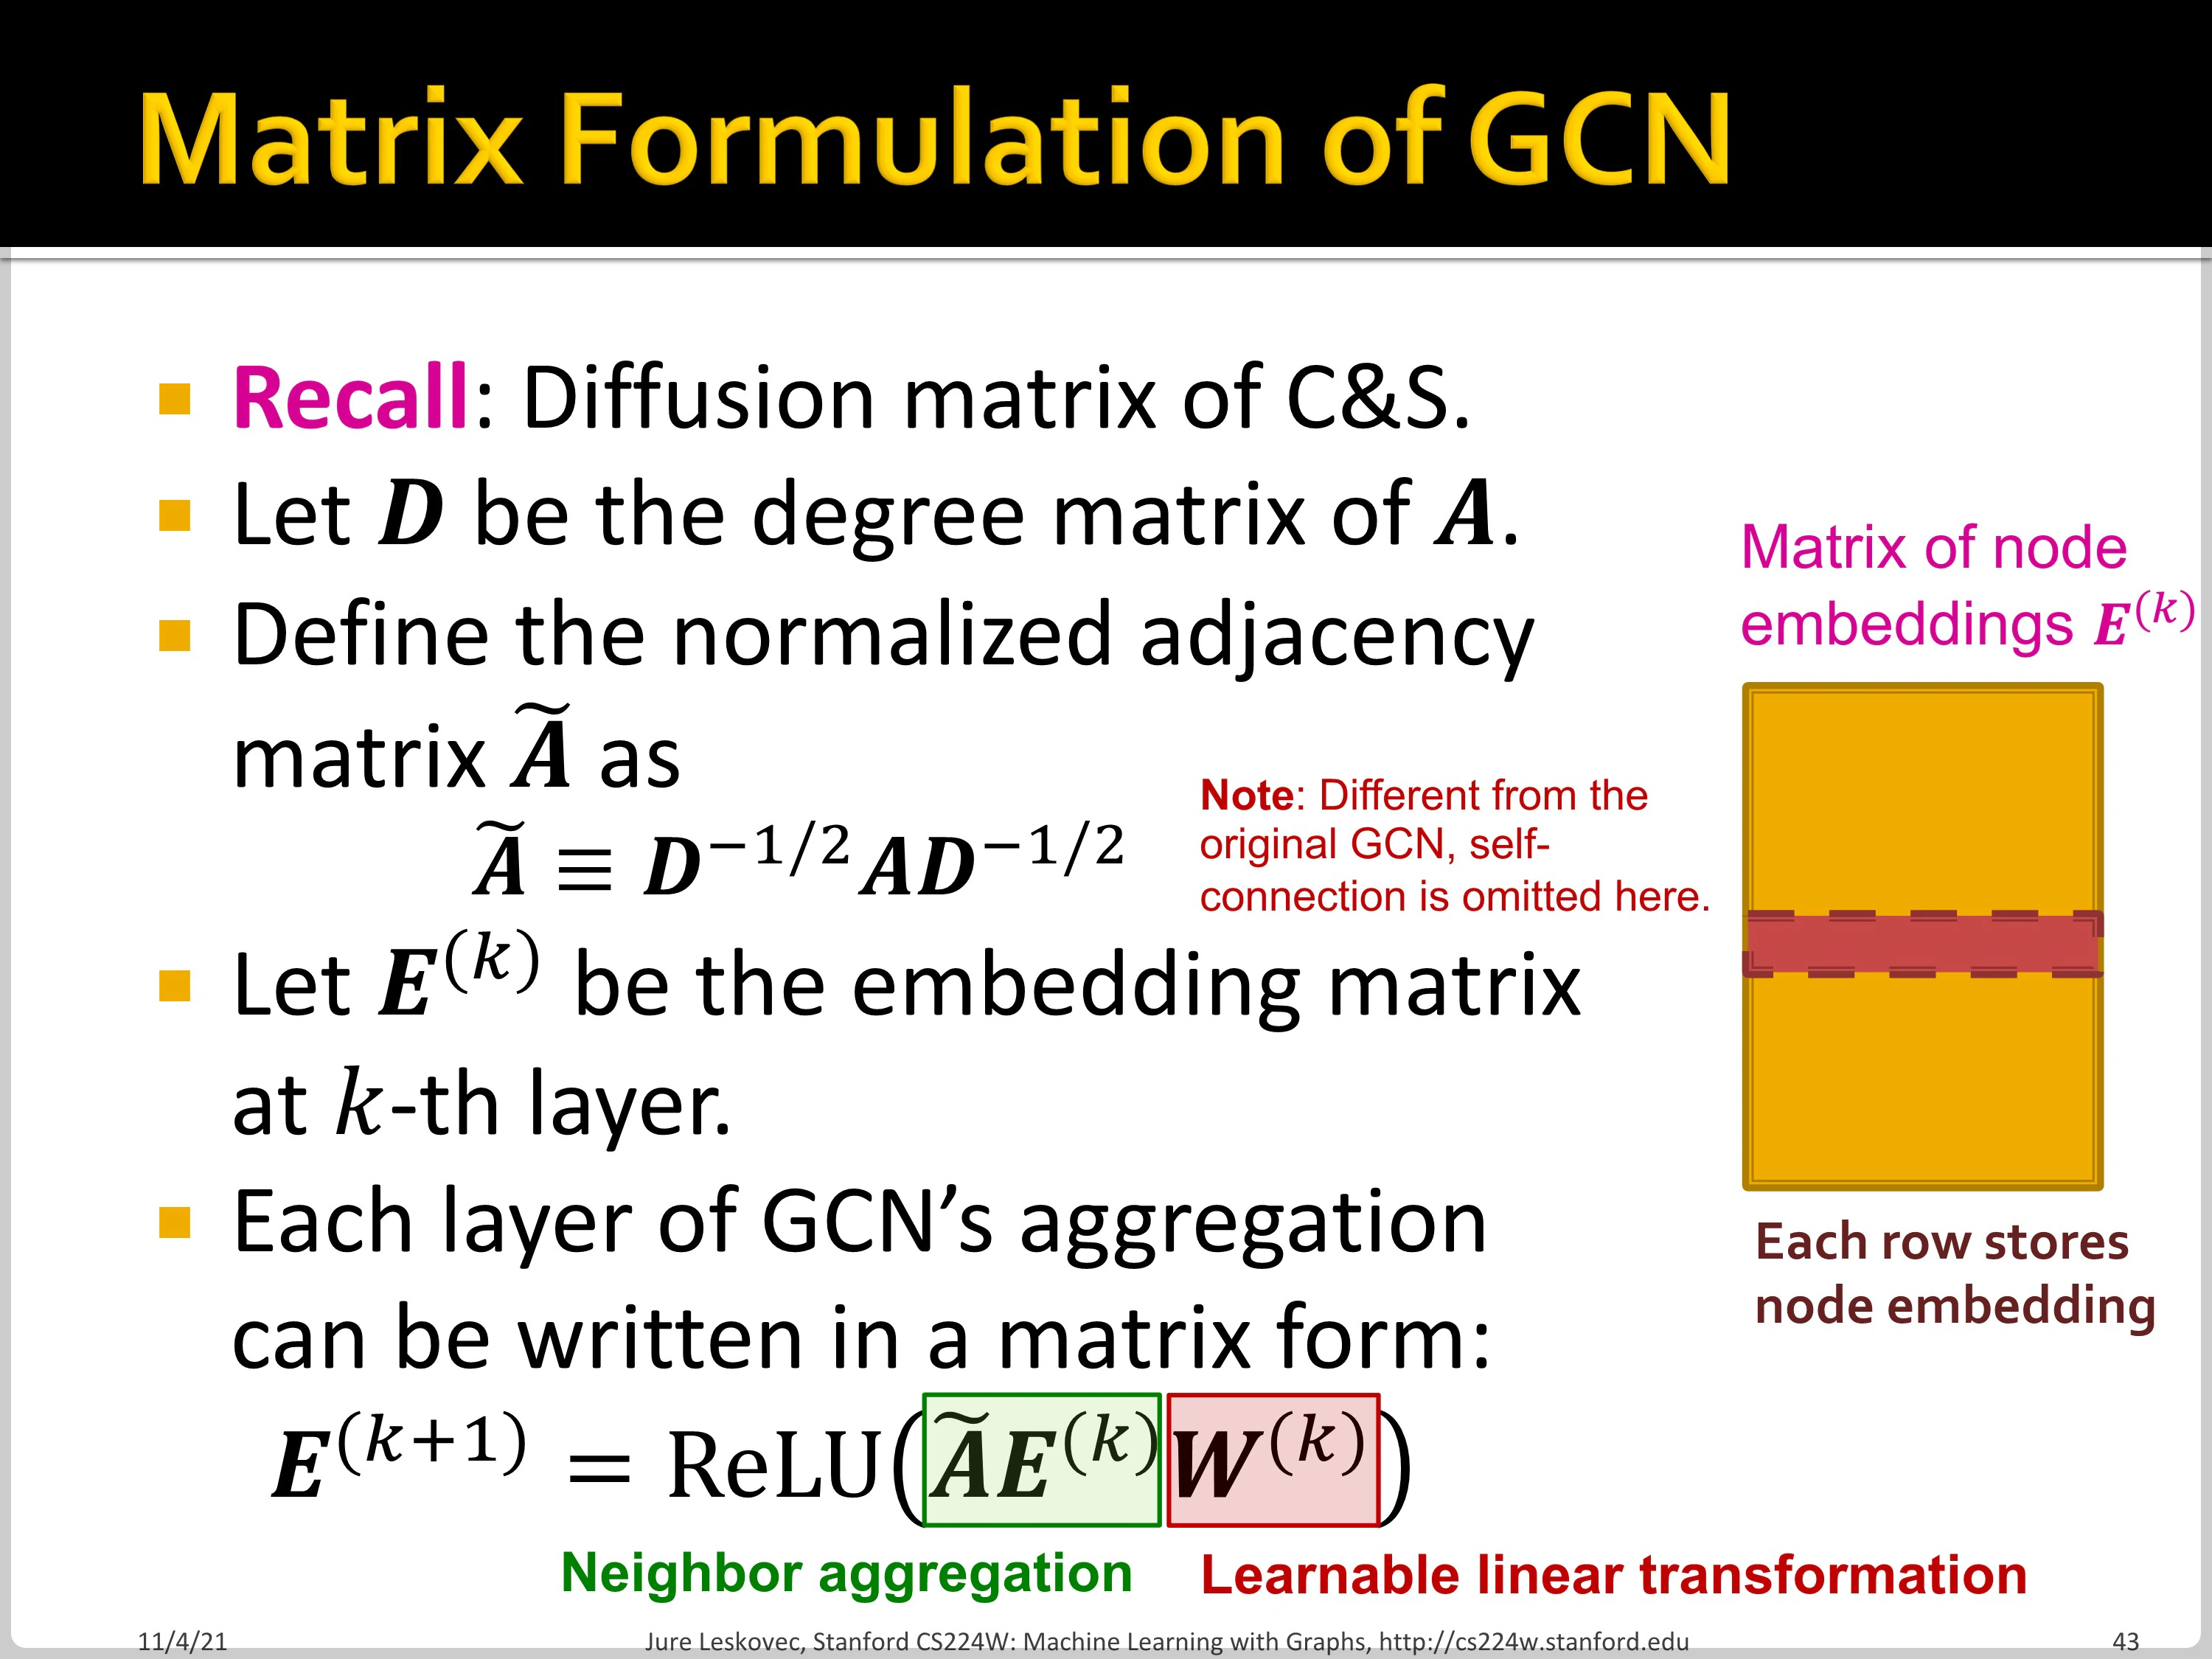 Matrix Formulation of GCN
Recall: Diffusion matrix of C&S.
Let D be the degree matrix of A.
Define the normalized adjacency
matrix Ã as
Ã ≡ D^{−1/2}AD^{−1/2}
Note: Different from the
original GCN, self-
connection is omitted here.
Let E^{(k)} be the embedding matrix
at k-th layer.
Each layer of GCN’s aggregation
can be written in a matrix form:
E^{(k+1)} = ReLU(ÃE^{(k)}W^{(k)})
Neighbor aggregation
Learnable linear transformation
Matrix of node
embeddings E^{(k)}
Each row stores
node embedding
11/4/21
Jure Leskovec, Stanford CS224W: Machine Learning with Graphs, http://cs224w.stanford.edu
43